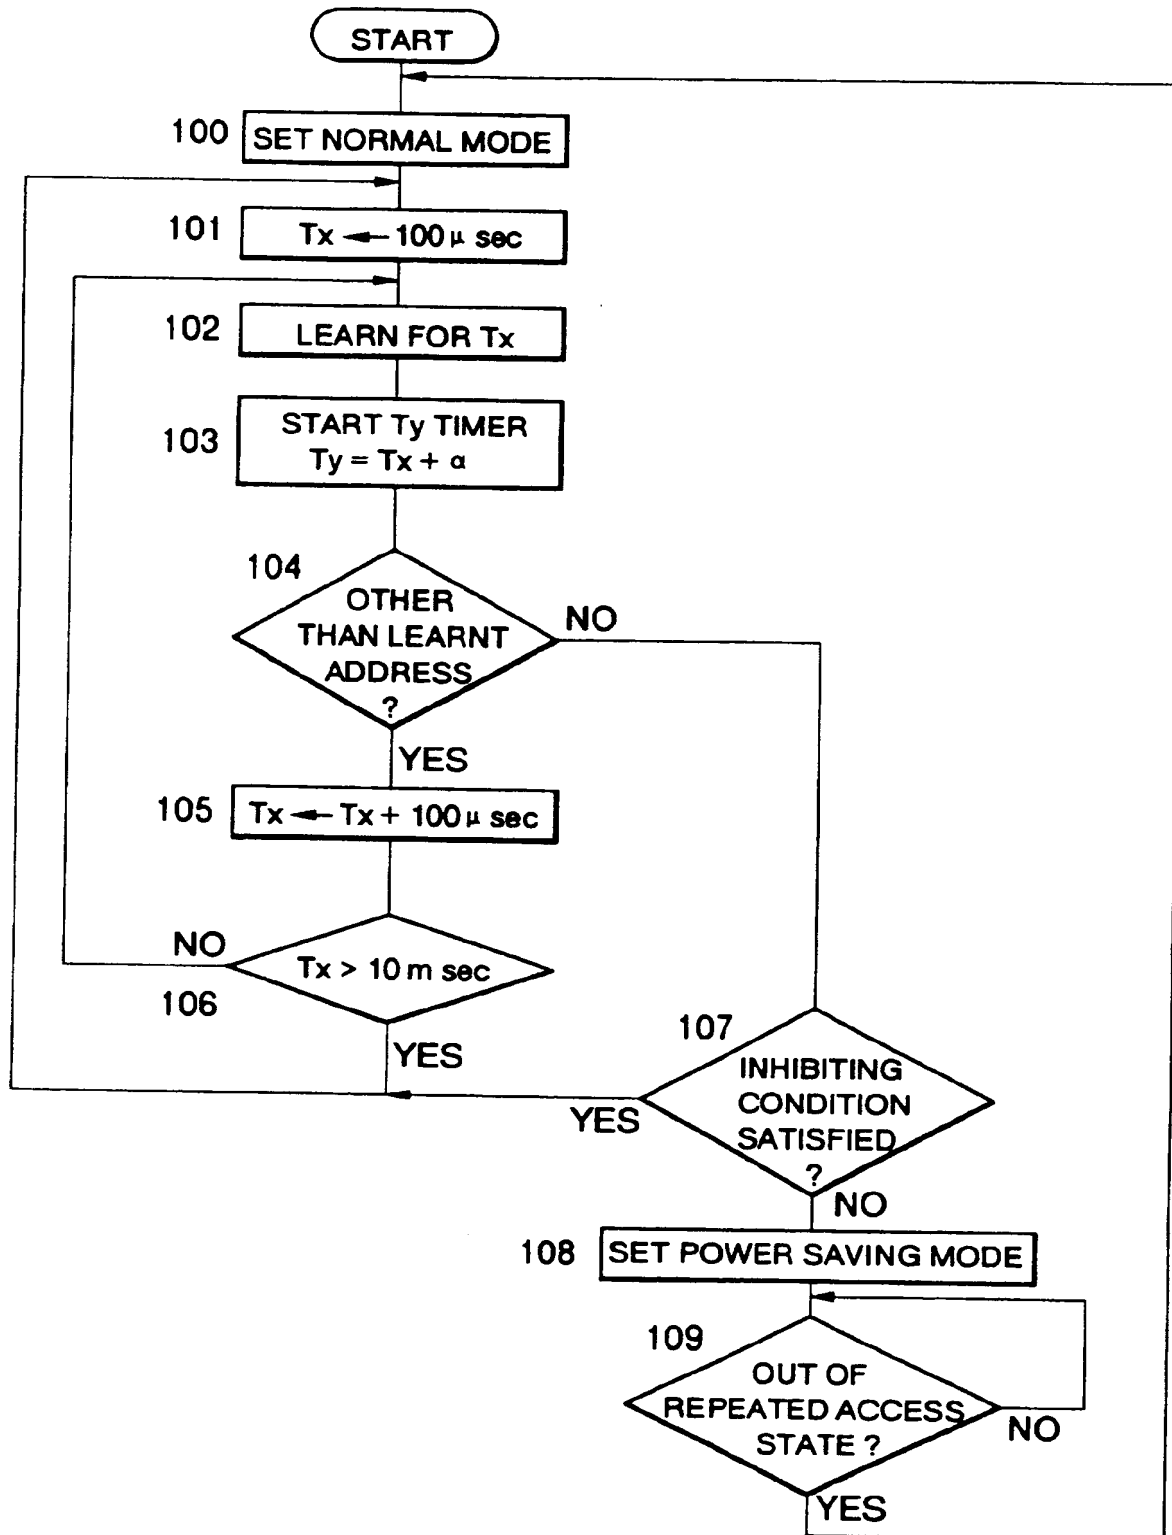 START
100
SET NORMAL MODE
101
Tx ← 100 μ sec
102
LEARN FOR Tx
103
START Ty TIMER
Ty = Tx + α
104
OTHER
THAN LEARNT
ADDRESS
?
NO
YES
105
Tx ← Tx + 100 μ sec
NO
Tx > 10 m sec
106
YES
107
INHIBITING
CONDITION
SATISFIED
?
YES
NO
108
SET POWER SAVING MODE
109
OUT OF
REPEATED ACCESS
STATE ?
NO
YES